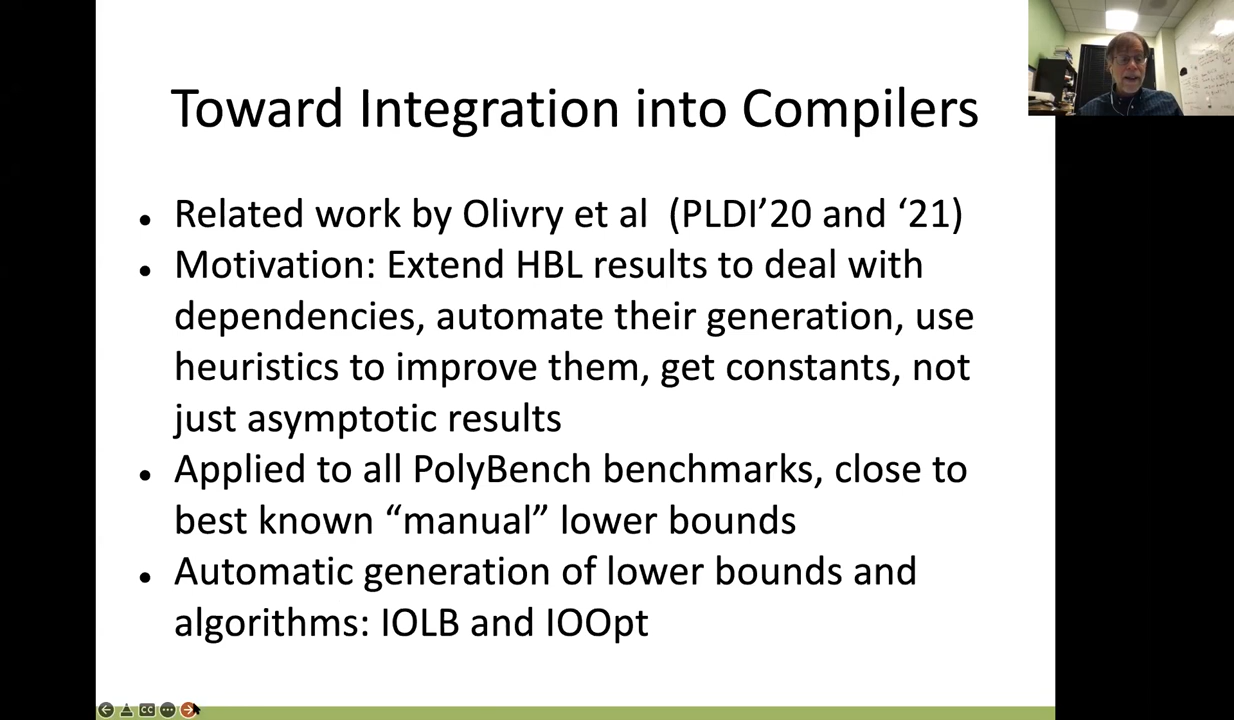 Toward Integration into Compilers
• Related work by Olivry et al (PLDI’20 and ‘21)
• Motivation: Extend HBL results to deal with
dependencies, automate their generation, use
heuristics to improve them, get constants, not
just asymptotic results
• Applied to all PolyBench benchmarks, close to
best known “manual” lower bounds
• Automatic generation of lower bounds and
algorithms: IOLB and IOOpt
CC